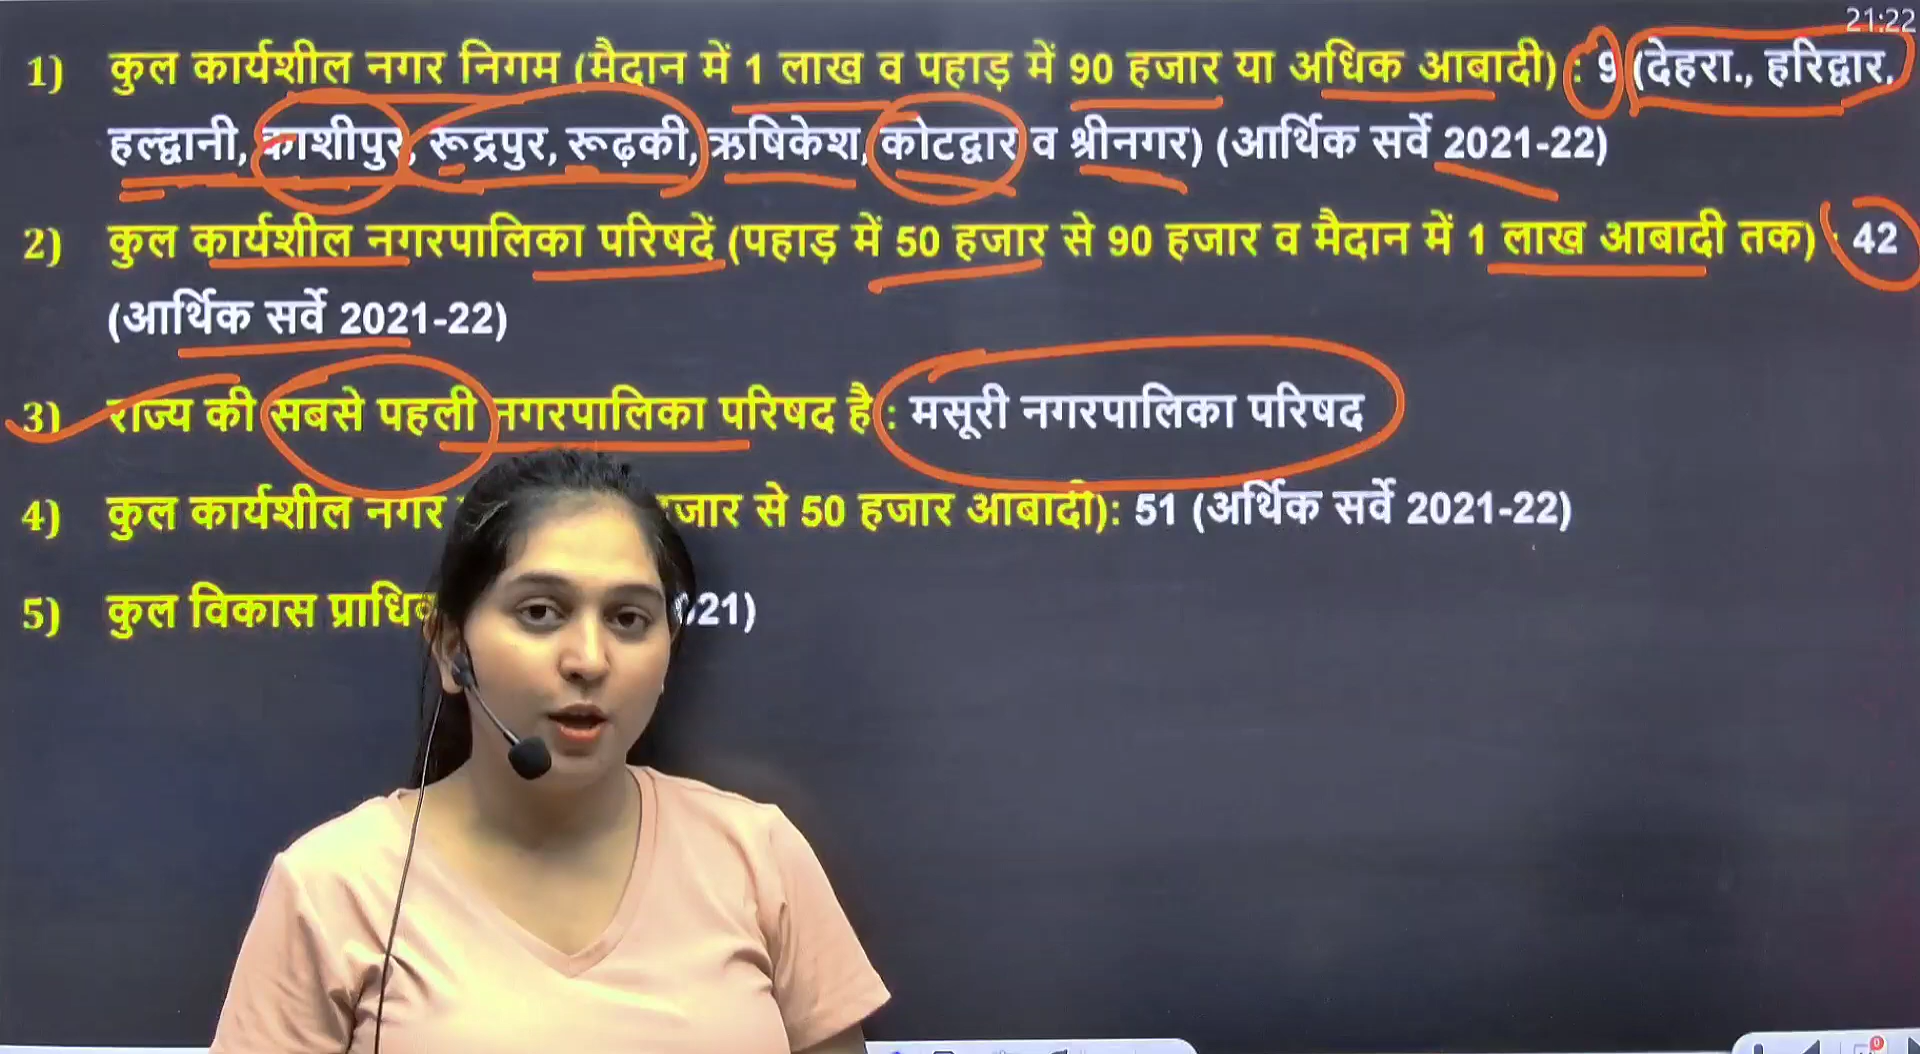 21:22
1) कुल कार्यशील नगर निगम (मैदान में 1 लाख व पहाड़ में 90 हजार या अधिक आबादी) : 9 (देहरा., हरिद्वार,
हल्द्वानी, काशीपुर, रूद्रपुर, रूढ़की, ऋषिकेश, कोटद्वार व श्रीनगर) (आर्थिक सर्वे 2021-22)
2) कुल कार्यशील नगरपालिका परिषदें (पहाड़ में 50 हजार से 90 हजार व मैदान में 1 लाख आबादी तक) : 42
(आर्थिक सर्वे 2021-22)
3) राज्य की सबसे पहली नगरपालिका परिषद है : मसूरी नगरपालिका परिषद
4) कुल कार्यशील नगर से 50 हजार आबादी): 51 (अर्थिक सर्वे 2021-22)
5) कुल विकास 21)